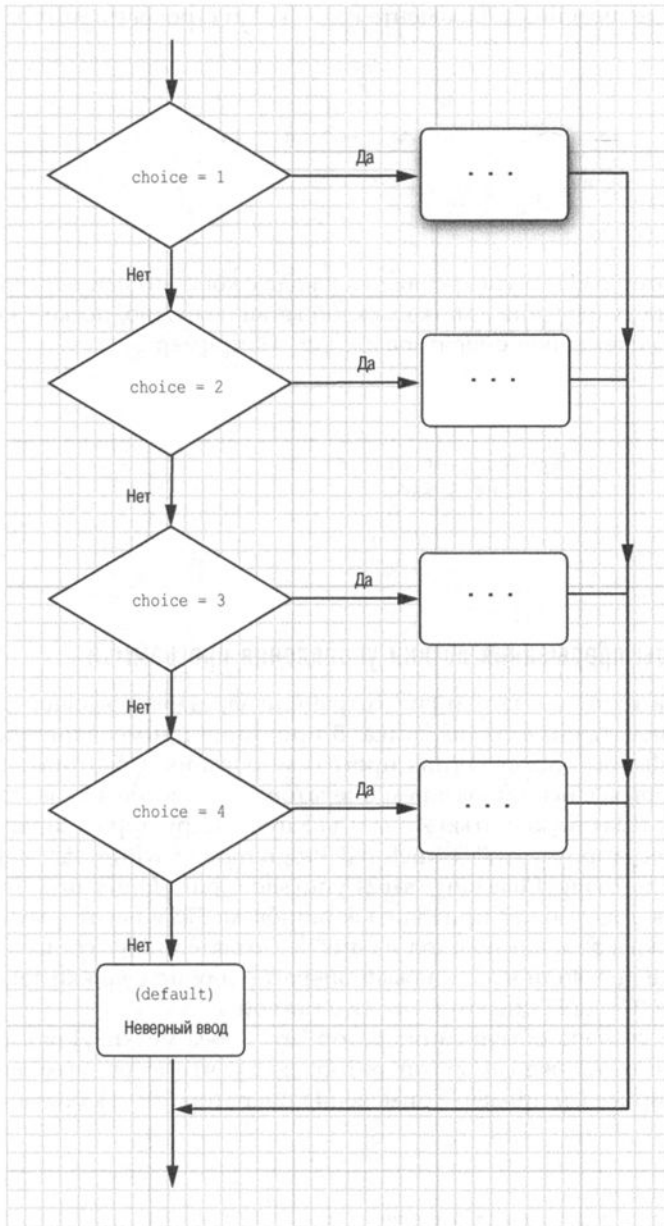 choice = 1
Да
. . .
Нет
choice = 2
Да
. . .
Нет
choice = 3
Да
. . .
Нет
choice = 4
Да
. . .
Нет
(default)
Неверный ввод